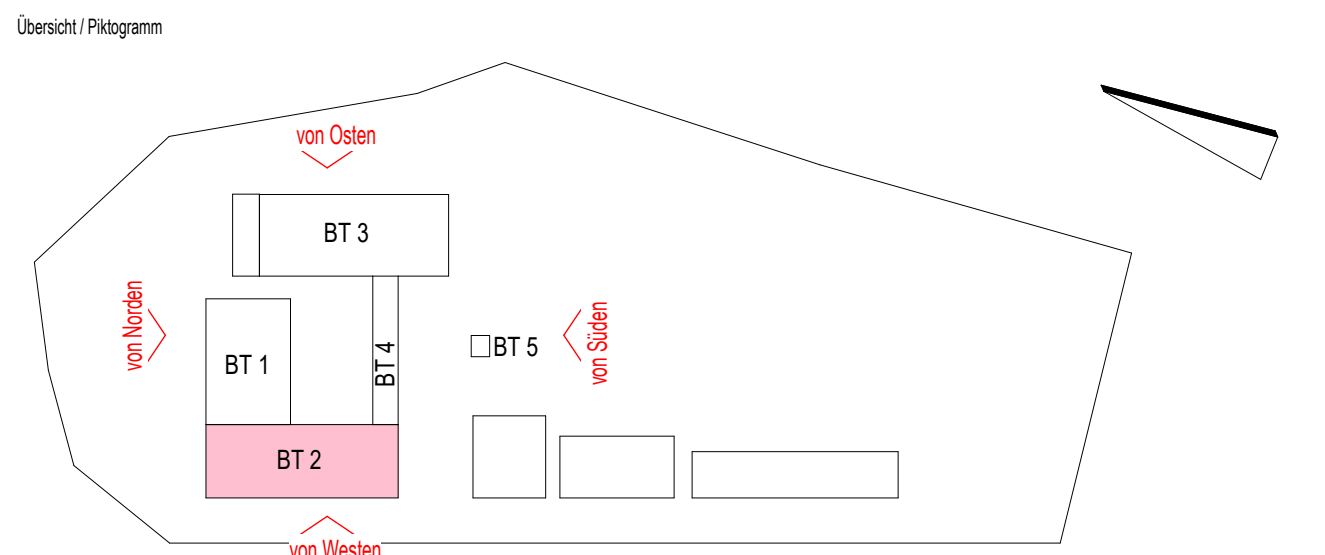 Übersicht / Piktogramm
von Osten
BT 3
von Norden
BT 1
BT 4
BT 5
von Süden
BT 2
von Westen